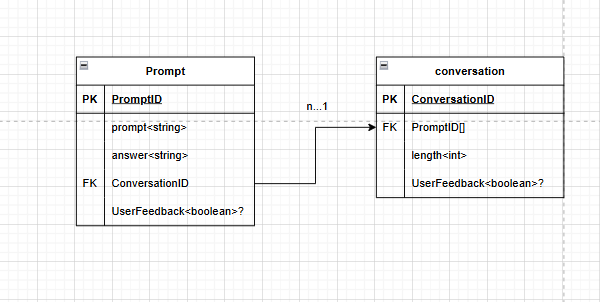 Prompt
PK PromptID
prompt<string>
answer<string>
FK ConversationID
UserFeedback<boolean>?
n...1
conversation
PK ConversationID
FK PromptID[]
length<int>
UserFeedback<boolean>?